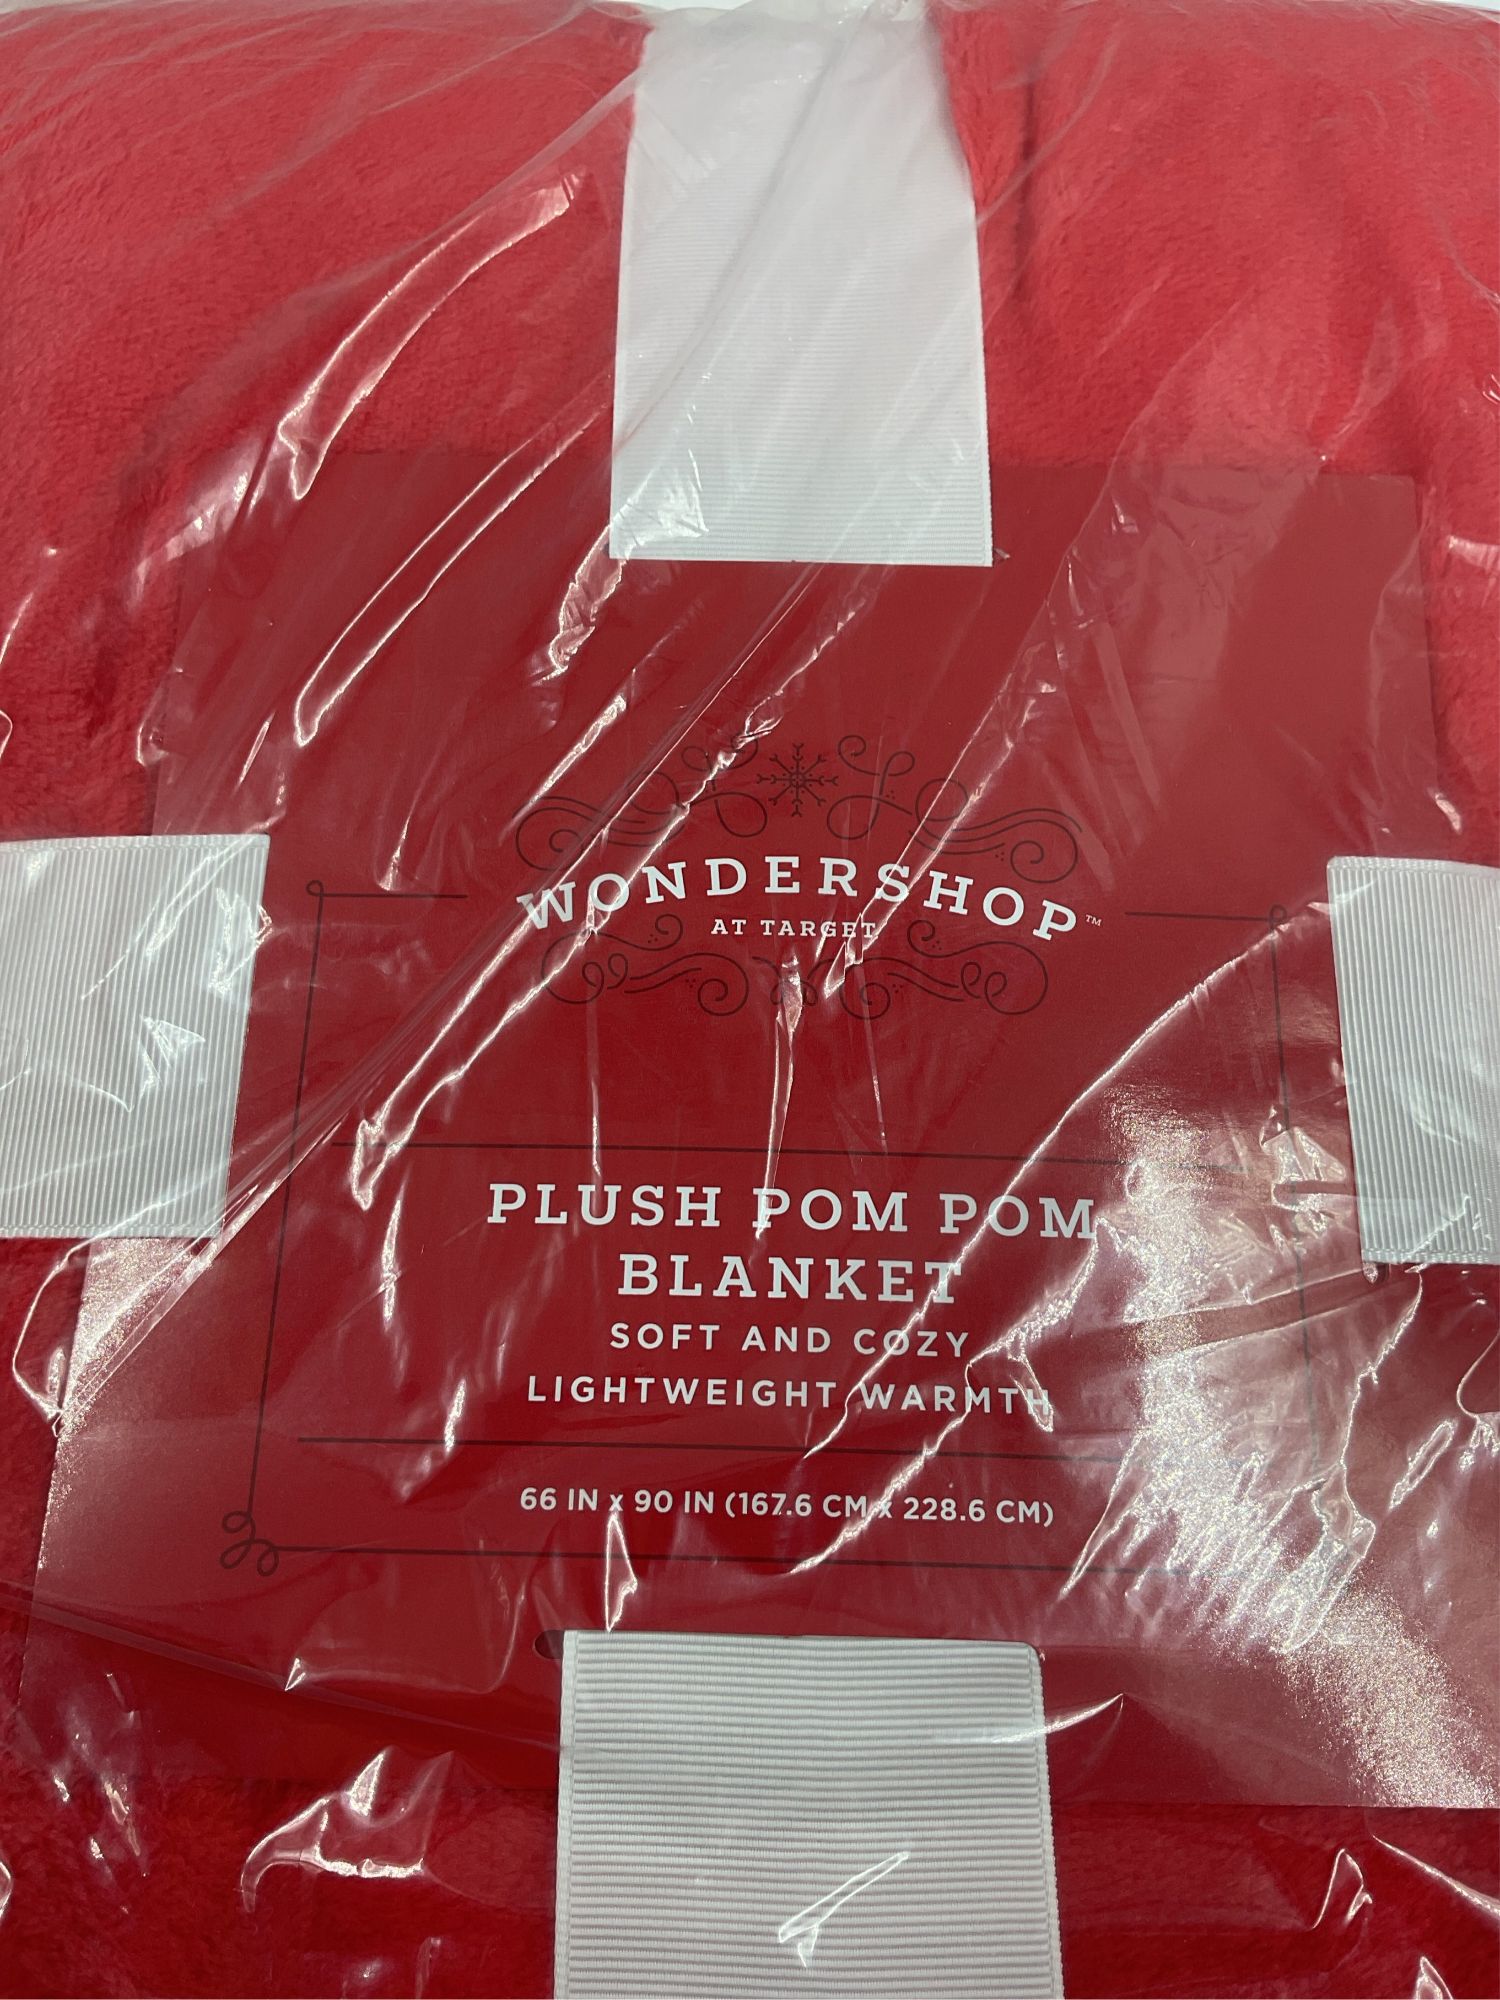 WONDERSHOP™
AT TARGET
PLUSH POM POM
BLANKET
SOFT AND COZY
LIGHTWEIGHT WARMTH
66 IN x 90 IN (167.6 CM x 228.6 CM)